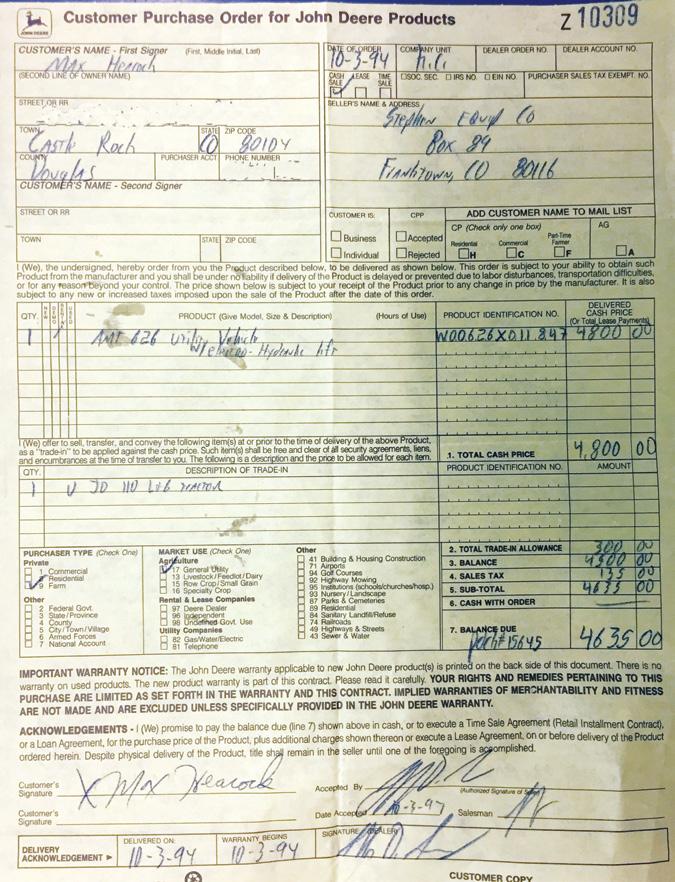 JOHN DEERE
Customer Purchase Order for John Deere Products
Z 10309
CUSTOMER'S NAME - First Signer (First, Middle Initial, Last)
Max Heacock
(SECOND LINE OF OWNER NAME)
STREET OR RR
TOWN STATE ZIP CODE
Castle Rock CO 80104
COUNTY PURCHASER ACCT PHONE NUMBER
Douglas
CUSTOMER'S NAME - Second Signer
STREET OR RR
TOWN STATE ZIP CODE
DATE OF ORDER COMPANY UNIT DEALER ORDER NO. DEALER ACCOUNT NO.
10-3-94
CASH SALE LEASE TIME SALE SOC. SEC. IRS NO. EIN NO. PURCHASER SALES TAX EXEMPT. NO.
SELLER'S NAME & ADDRESS
Stephen Equip Co
Box 89
Franktown, CO 80116
CUSTOMER IS: CPP ADD CUSTOMER NAME TO MAIL LIST
CP (Check only one box) AG
Business Accepted Residential Commercial Part-Time Farmer
Individual Rejected H C F A
I (We), the undersigned, hereby order from you the Product described below, to be delivered as shown below. This order is subject to your ability to obtain such
Product from the manufacturer and you shall be under no liability if delivery of the Product is delayed or prevented due to labor disturbances, transportation difficulties,
or for any reason beyond your control. The price shown below is subject to your receipt of the Product prior to any change in price by the manufacturer. It is also
subject to any new or increased taxes imposed upon the sale of the Product after the date of this order.
QTY. NEW DEMO RENTAL USED PRODUCT (Give Model, Size & Description) (Hours of Use) PRODUCT IDENTIFICATION NO. DELIVERED CASH PRICE (Or Total Lease Payments)
1 AMT 626 Utility Vehicle W00626X011847 4800 00
w/electro-Hydraulic lift
I (We) offer to sell, transfer, and convey the following item(s) at or prior to the time of delivery of the above Product,
as a "trade-in" to be applied against the cash price. Such item(s) shall be free and clear of all security agreements, liens,
and encumbrances at the time of transfer to you. The following is a description and the price to be allowed for each item.
1. TOTAL CASH PRICE 4,800 00
QTY. DESCRIPTION OF TRADE-IN PRODUCT IDENTIFICATION NO. AMOUNT
1 U JD 110 L&G tractor
PURCHASER TYPE (Check One)
Private
1 Commercial
2 Residential
9 Farm
Other
2 Federal Govt.
3 State/Province
4 County
5 City/Town/Village
6 Armed Forces
7 National Account
MARKET USE (Check One)
Agriculture
17 General Utility
13 Livestock/Feedlot/Dairy
15 Row Crop/Small Grain
16 Specialty Crop
Rental & Lease Companies
97 Deere Dealer
96 Independent
98 Undefined Govt. Use
Utility Companies
82 Gas/Water/Electric
81 Telephone
Other
41 Building & Housing Construction
71 Airports
94 Golf Courses
92 Highway Mowing
95 Institutions (schools/churches/hosp.)
93 Nursery / Landscape
87 Parks & Cemeteries
89 Residential
84 Sanitary Landfill/Refuse
74 Railroads
49 Highways & Streets
43 Sewer & Water
2. TOTAL TRADE-IN ALLOWANCE 300 00
3. BALANCE 4500 00
4. SALES TAX 135 00
5. SUB-TOTAL 4635 00
6. CASH WITH ORDER
7. BALANCE DUE 4635 00
#15645
IMPORTANT WARRANTY NOTICE: The John Deere warranty applicable to new John Deere product(s) is printed on the back side of this document. There is no
warranty on used products. The new product warranty is part of this contract. Please read it carefully. YOUR RIGHTS AND REMEDIES PERTAINING TO THIS
PURCHASE ARE LIMITED AS SET FORTH IN THE WARRANTY AND THIS CONTRACT. IMPLIED WARRANTIES OF MERCHANTABILITY AND FITNESS
ARE NOT MADE AND ARE EXCLUDED UNLESS SPECIFICALLY PROVIDED IN THE JOHN DEERE WARRANTY.
ACKNOWLEDGEMENTS - I (We) promise to pay the balance due (line 7) shown above in cash, or to execute a Time Sale Agreement (Retail Installment Contract),
or a Loan Agreement, for the purchase price of the Product, plus additional charges shown thereon or execute a Lease Agreement, on or before delivery of the Product
ordered herein. Despite physical delivery of the Product, title shall remain in the seller until one of the foregoing is accomplished.
Customer's Signature X Max Heacock Accepted By
(Authorized Signature of Seller)
Customer's Signature Date Accepted 10-3-94 Salesman
DELIVERY ACKNOWLEDGEMENT DELIVERED ON: WARRANTY BEGINS SIGNATURE (DEALER)
10-3-94 10-3-94
CUSTOMER COPY